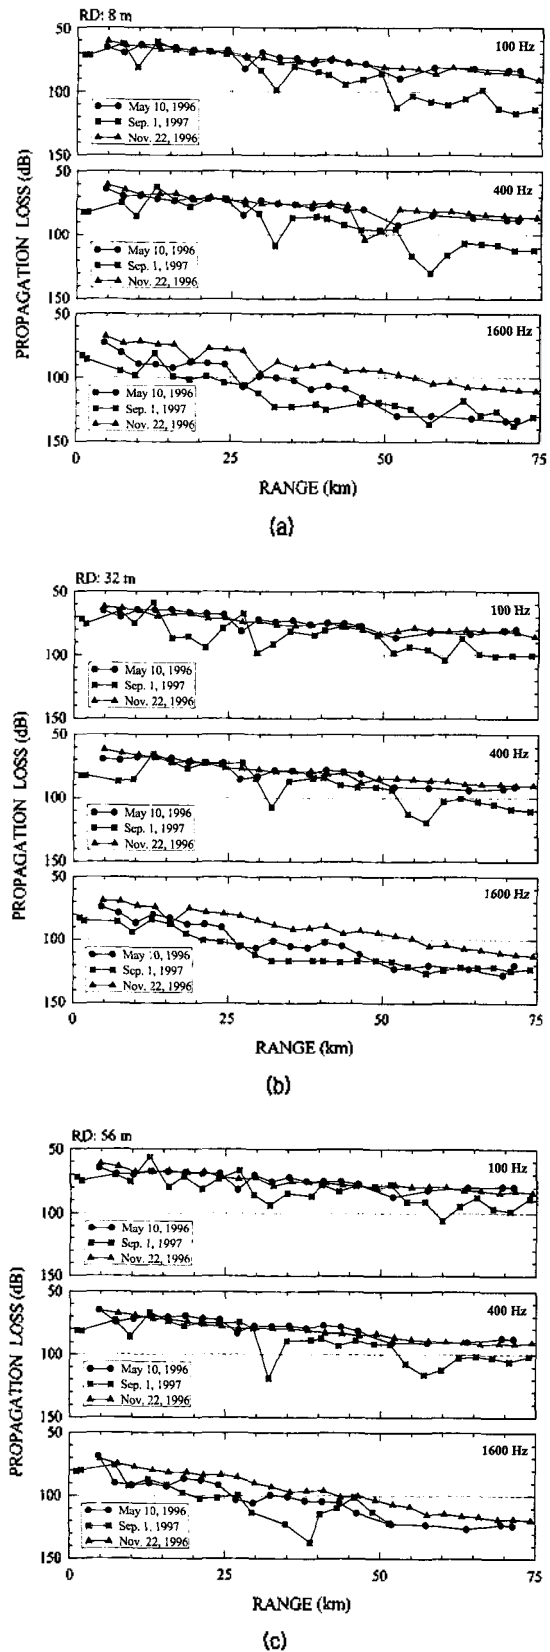 RD: 8 m
PROPAGATION LOSS (dB)
50
100
150
100 Hz
May 10, 1996
Sep. 1, 1997
Nov. 22, 1996
100
150
400 Hz
May 10, 1996
Sep. 1, 1997
Nov. 22, 1996
100
150
1600 Hz
May 10, 1996
Sep. 1, 1997
Nov. 22, 1996
0 25 50 75
RANGE (km)
(a)
RD: 32 m
PROPAGATION LOSS (dB)
50
100
150
100 Hz
May 10, 1996
Sep. 1, 1997
Nov. 22, 1996
100
150
400 Hz
May 10, 1996
Sep. 1, 1997
Nov. 22, 1996
100
150
1600 Hz
May 10, 1996
Sep. 1, 1997
Nov. 22, 1996
0 25 50 75
RANGE (km)
(b)
RD: 56 m
PROPAGATION LOSS (dB)
50
100
150
100 Hz
May 10, 1996
Sep. 1, 1997
Nov. 22, 1996
100
150
400 Hz
May 10, 1996
Sep. 1, 1997
Nov. 22, 1996
100
150
1600 Hz
May 10, 1996
Sep. 1, 1997
Nov. 22, 1996
0 25 50 75
RANGE (km)
(c)